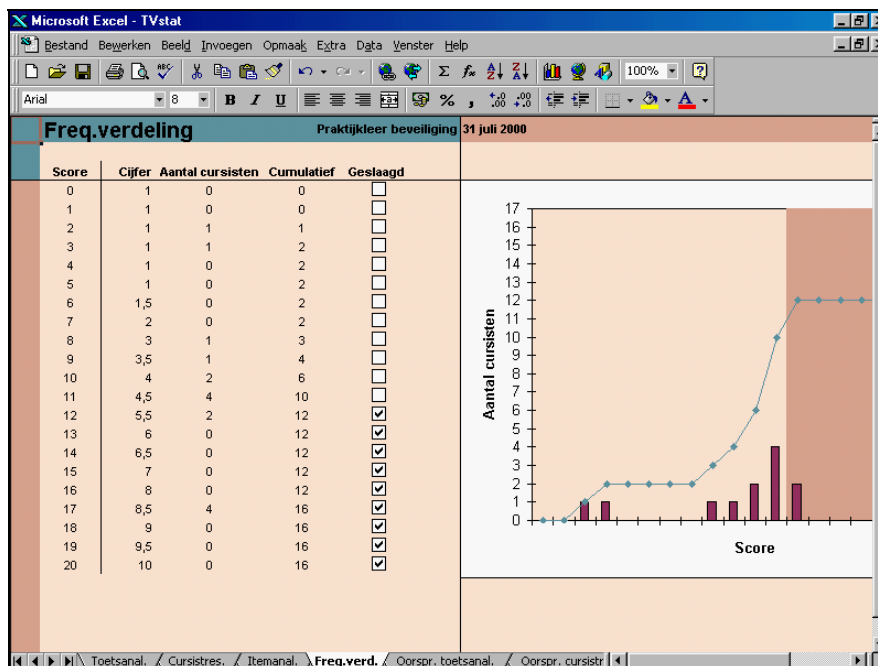 Microsoft Excel - TVstat
Bestand Bewerken Beeld Invoegen Opmaak Extra Data Venster Help
100%
Arial 8 B I U
Freq.verdeling Praktijkleer beveiliging 31 juli 2000
Score Cijfer Aantal cursisten Cumulatief Geslaagd
0 1 0 0
1 1 0 0
2 1 1 1
3 1 1 2
4 1 0 2
5 1 0 2
6 1,5 0 2
7 2 0 2
8 3 1 3
9 3,5 1 4
10 4 2 6
11 4,5 4 10
12 5,5 2 12
13 6 0 12
14 6,5 0 12
15 7 0 12
16 8 0 12
17 8,5 4 16
18 9 0 16
19 9,5 0 16
20 10 0 16
17
16
15
14
13
12
11
10
9
8
7
6
5
4
3
2
1
0
Aantal cursisten
Score
Toetsanal. Cursistres. Itemanal. Freq.verd. Oorspr. toetsanal. Oorspr. cursistr